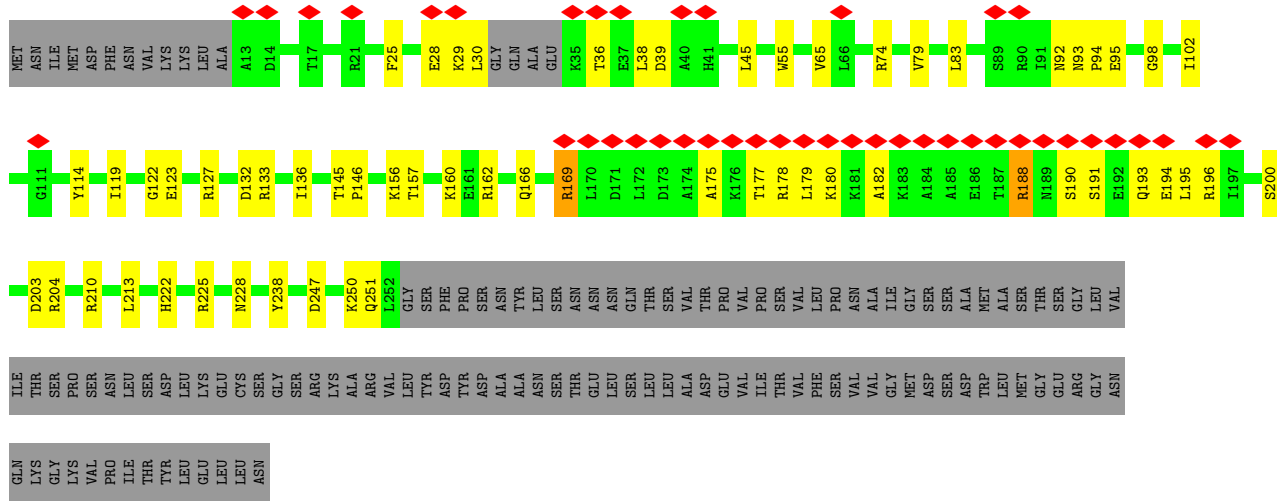 MET ASN ILE MET ASP PHE ASN VAL LYS LYS LEU ALA A13 D14 T17 R21 F25 E28 K29 L30 GLY GLN ALA GLU K35 T36 E37 L38 D39 A40 H41 L45 W55 V65 L66 R74 V79 L83 S89 R90 I91 N92 N93 P94 E95 G98 I102
G111 Y114 I119 G122 E123 R127 D132 R133 I136 T145 P146 K156 T157 K160 E161 R162 Q166 R169 L170 D171 L172 D173 A174 A175 K176 T177 R178 L179 K180 K181 A182 K183 A184 A185 E186 T187 R188 N189 S190 S191 E192 Q193 E194 L195 R196 I197 S200
D203 R204 R210 L213 H222 R225 N228 Y238 D247 K250 Q251 L252 GLY SER PHE PRO SER ASN TYR LEU SER ASN ASN ASN GLN THR SER VAL THR PRO VAL PRO SER VAL LEU PRO ASN ALA ILE GLY SER SER ALA MET ALA SER THR SER GLY LEU VAL
ILE THR SER PRO SER ASN LEU SER ASP LEU LYS GLU CYS SER GLY SER ARG LYS ALA ARG VAL LEU TYR ASP TYR ASP ALA ALA ASN SER THR GLU LEU SER LEU LEU ALA ASP GLU VAL ILE THR VAL PHE SER VAL VAL GLY MET ASP SER ASP TRP LEU MET GLY GLU ARG GLY ASN
GLN LYS GLY LYS VAL PRO ILE THR TYR LEU GLU LEU LEU ASN